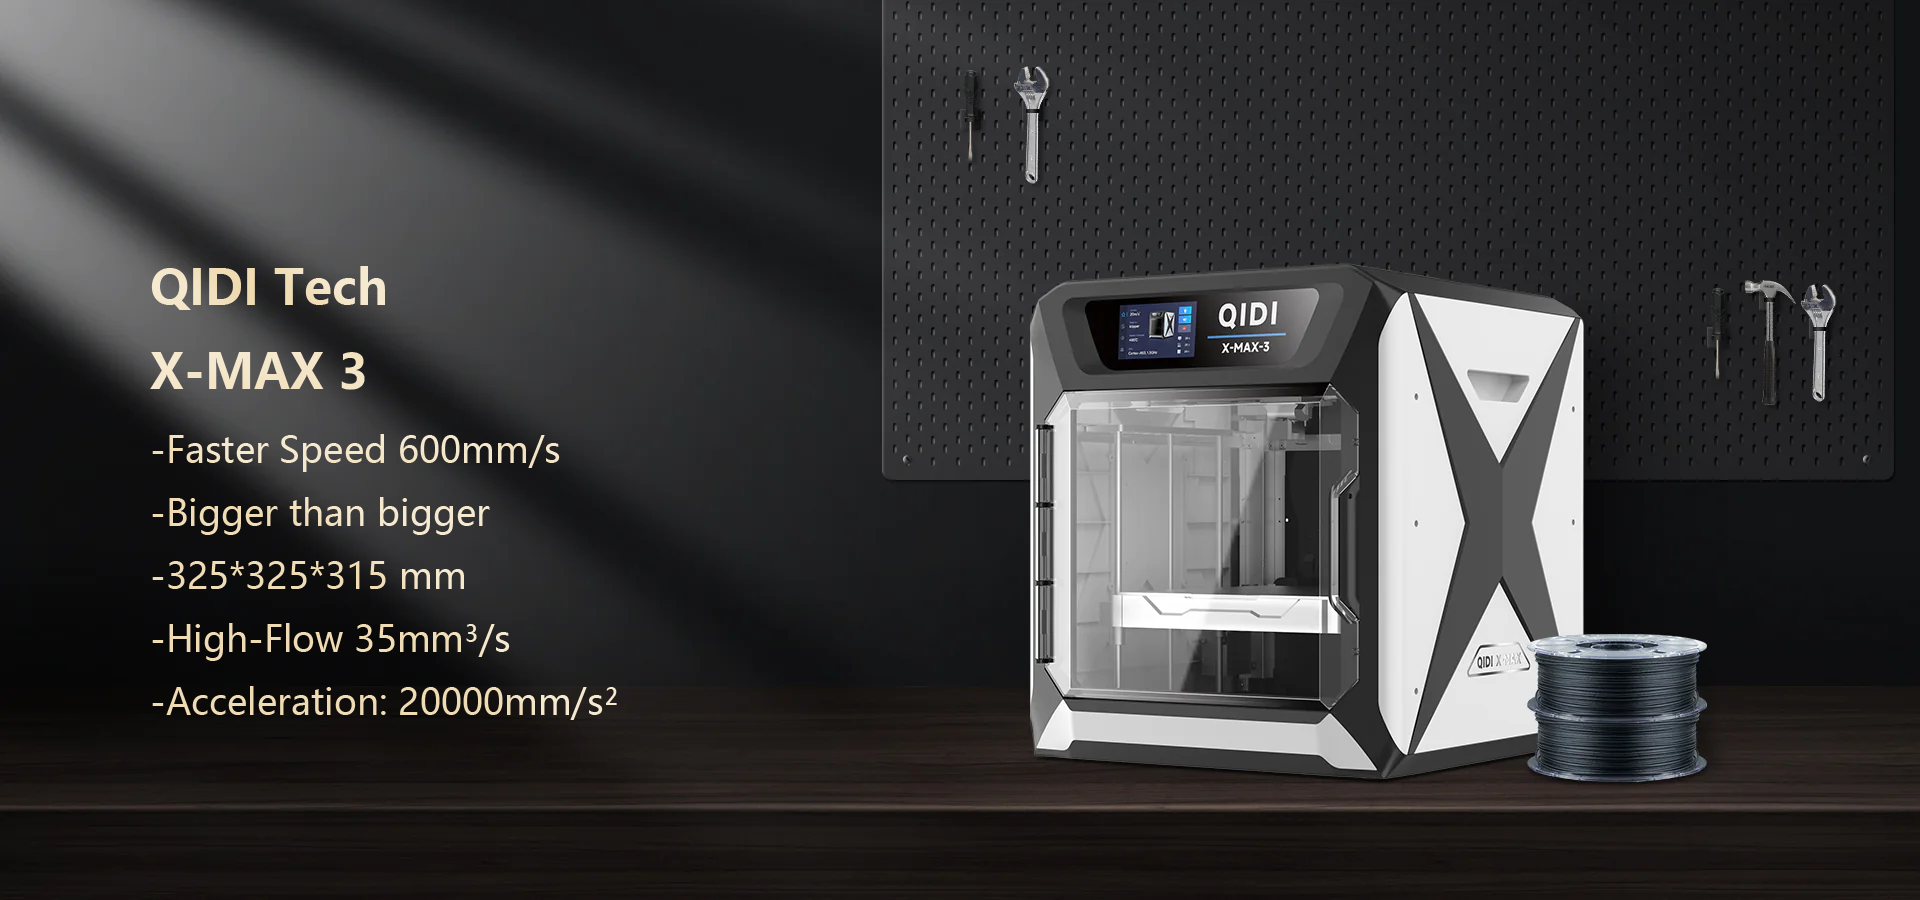 QIDI Tech
X-MAX 3
-Faster Speed 600mm/s
-Bigger than bigger
-325*325*315 mm
-High-Flow 35mm³/s
-Acceleration: 20000mm/s²
QIDI
X-MAX-3
QIDI X-MAX